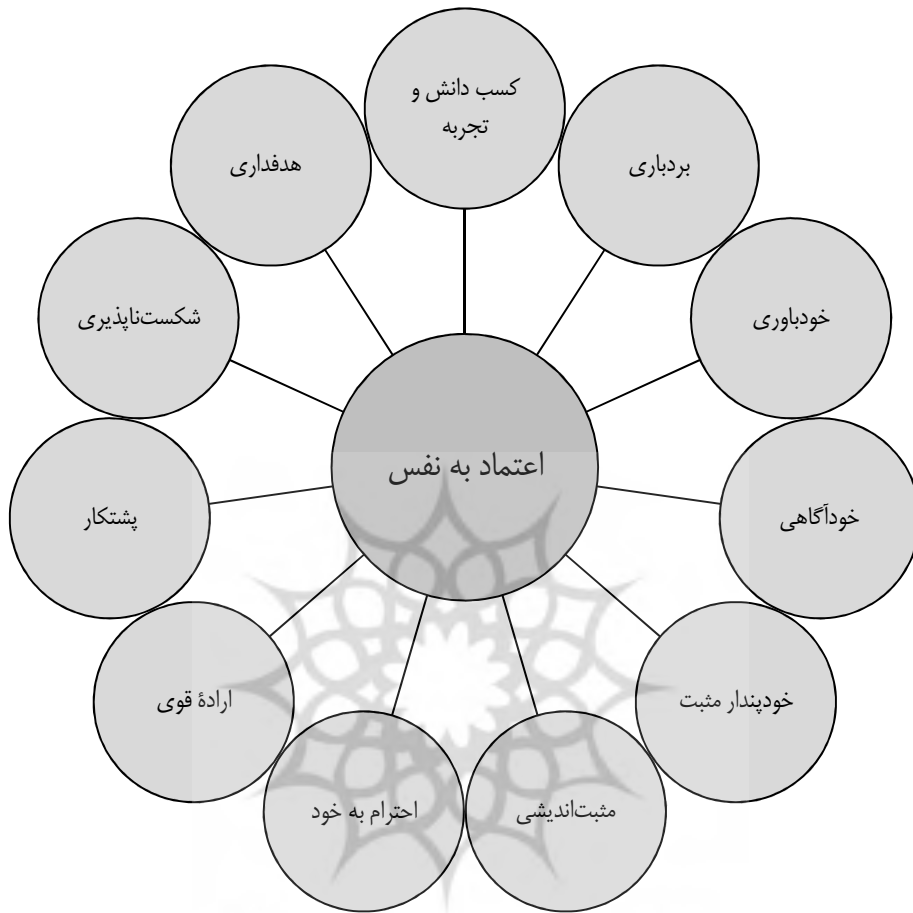 کسب دانش و
تجربه
بردباری
خودباوری
خودآگاهی
خودپندار مثبت
مثبت‌اندیشی
احترام به خود
ارادۀ قوی
پشتکار
شکست‌ناپذیری
هدفداری
اعتماد به نفس